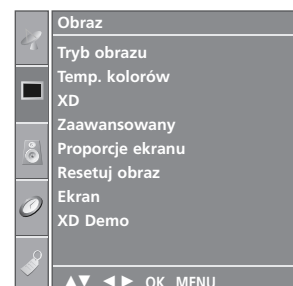 Obraz
Tryb obrazu
Temp. kolorów
XD
Zaawansowany
Proporcje ekranu
Resetuj obraz
Ekran
XD Demo
▲▼ ◄ ► OK MENU